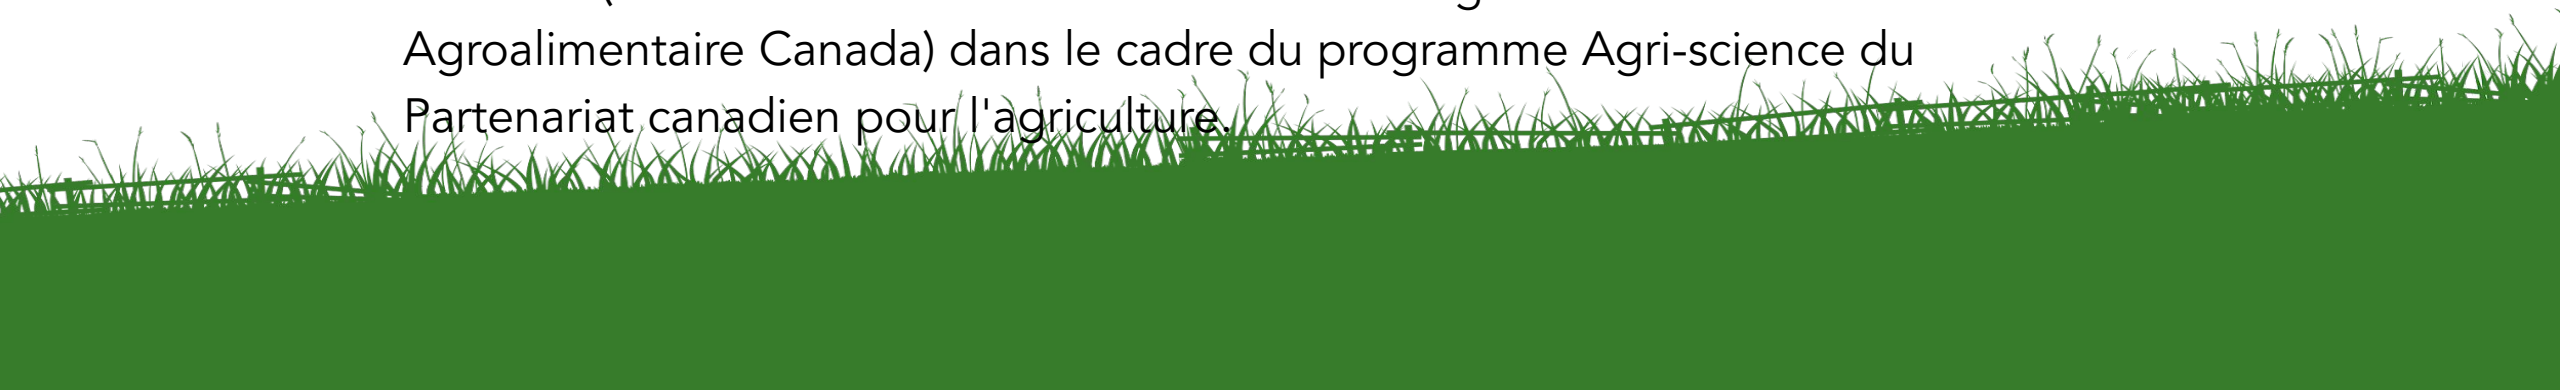 Agroalimentaire Canada) dans le cadre du programme Agri-science du
Partenariat canadien pour l'agriculture.